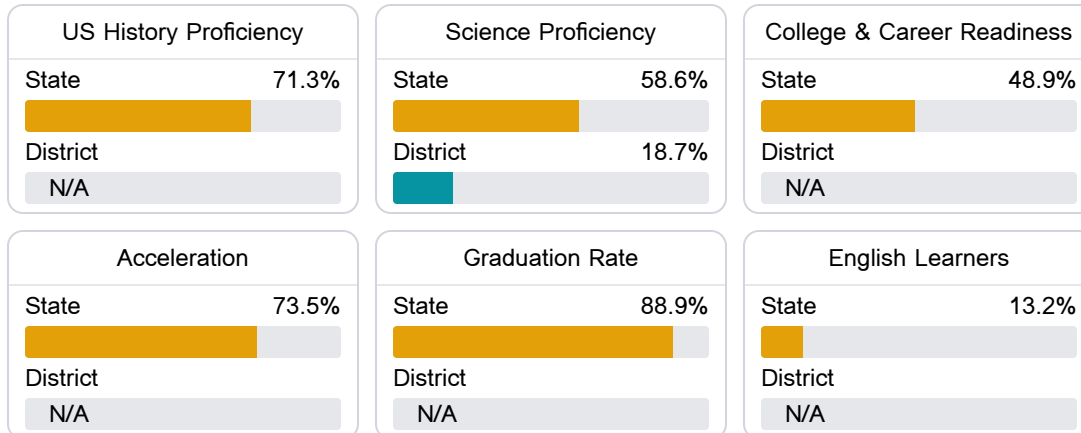 US History Proficiency
State 71.3%
District
N/A
Science Proficiency
State 58.6%
District 18.7%
College & Career Readiness
State 48.9%
District
N/A
Acceleration
State 73.5%
District
N/A
Graduation Rate
State 88.9%
District
N/A
English Learners
State 13.2%
District
N/A